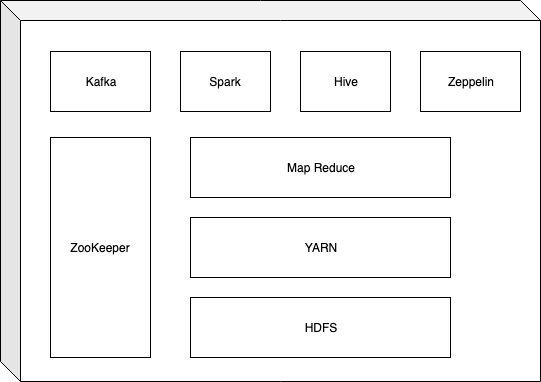 Kafka
Spark
Hive
Zeppelin
ZooKeeper
Map Reduce
YARN
HDFS